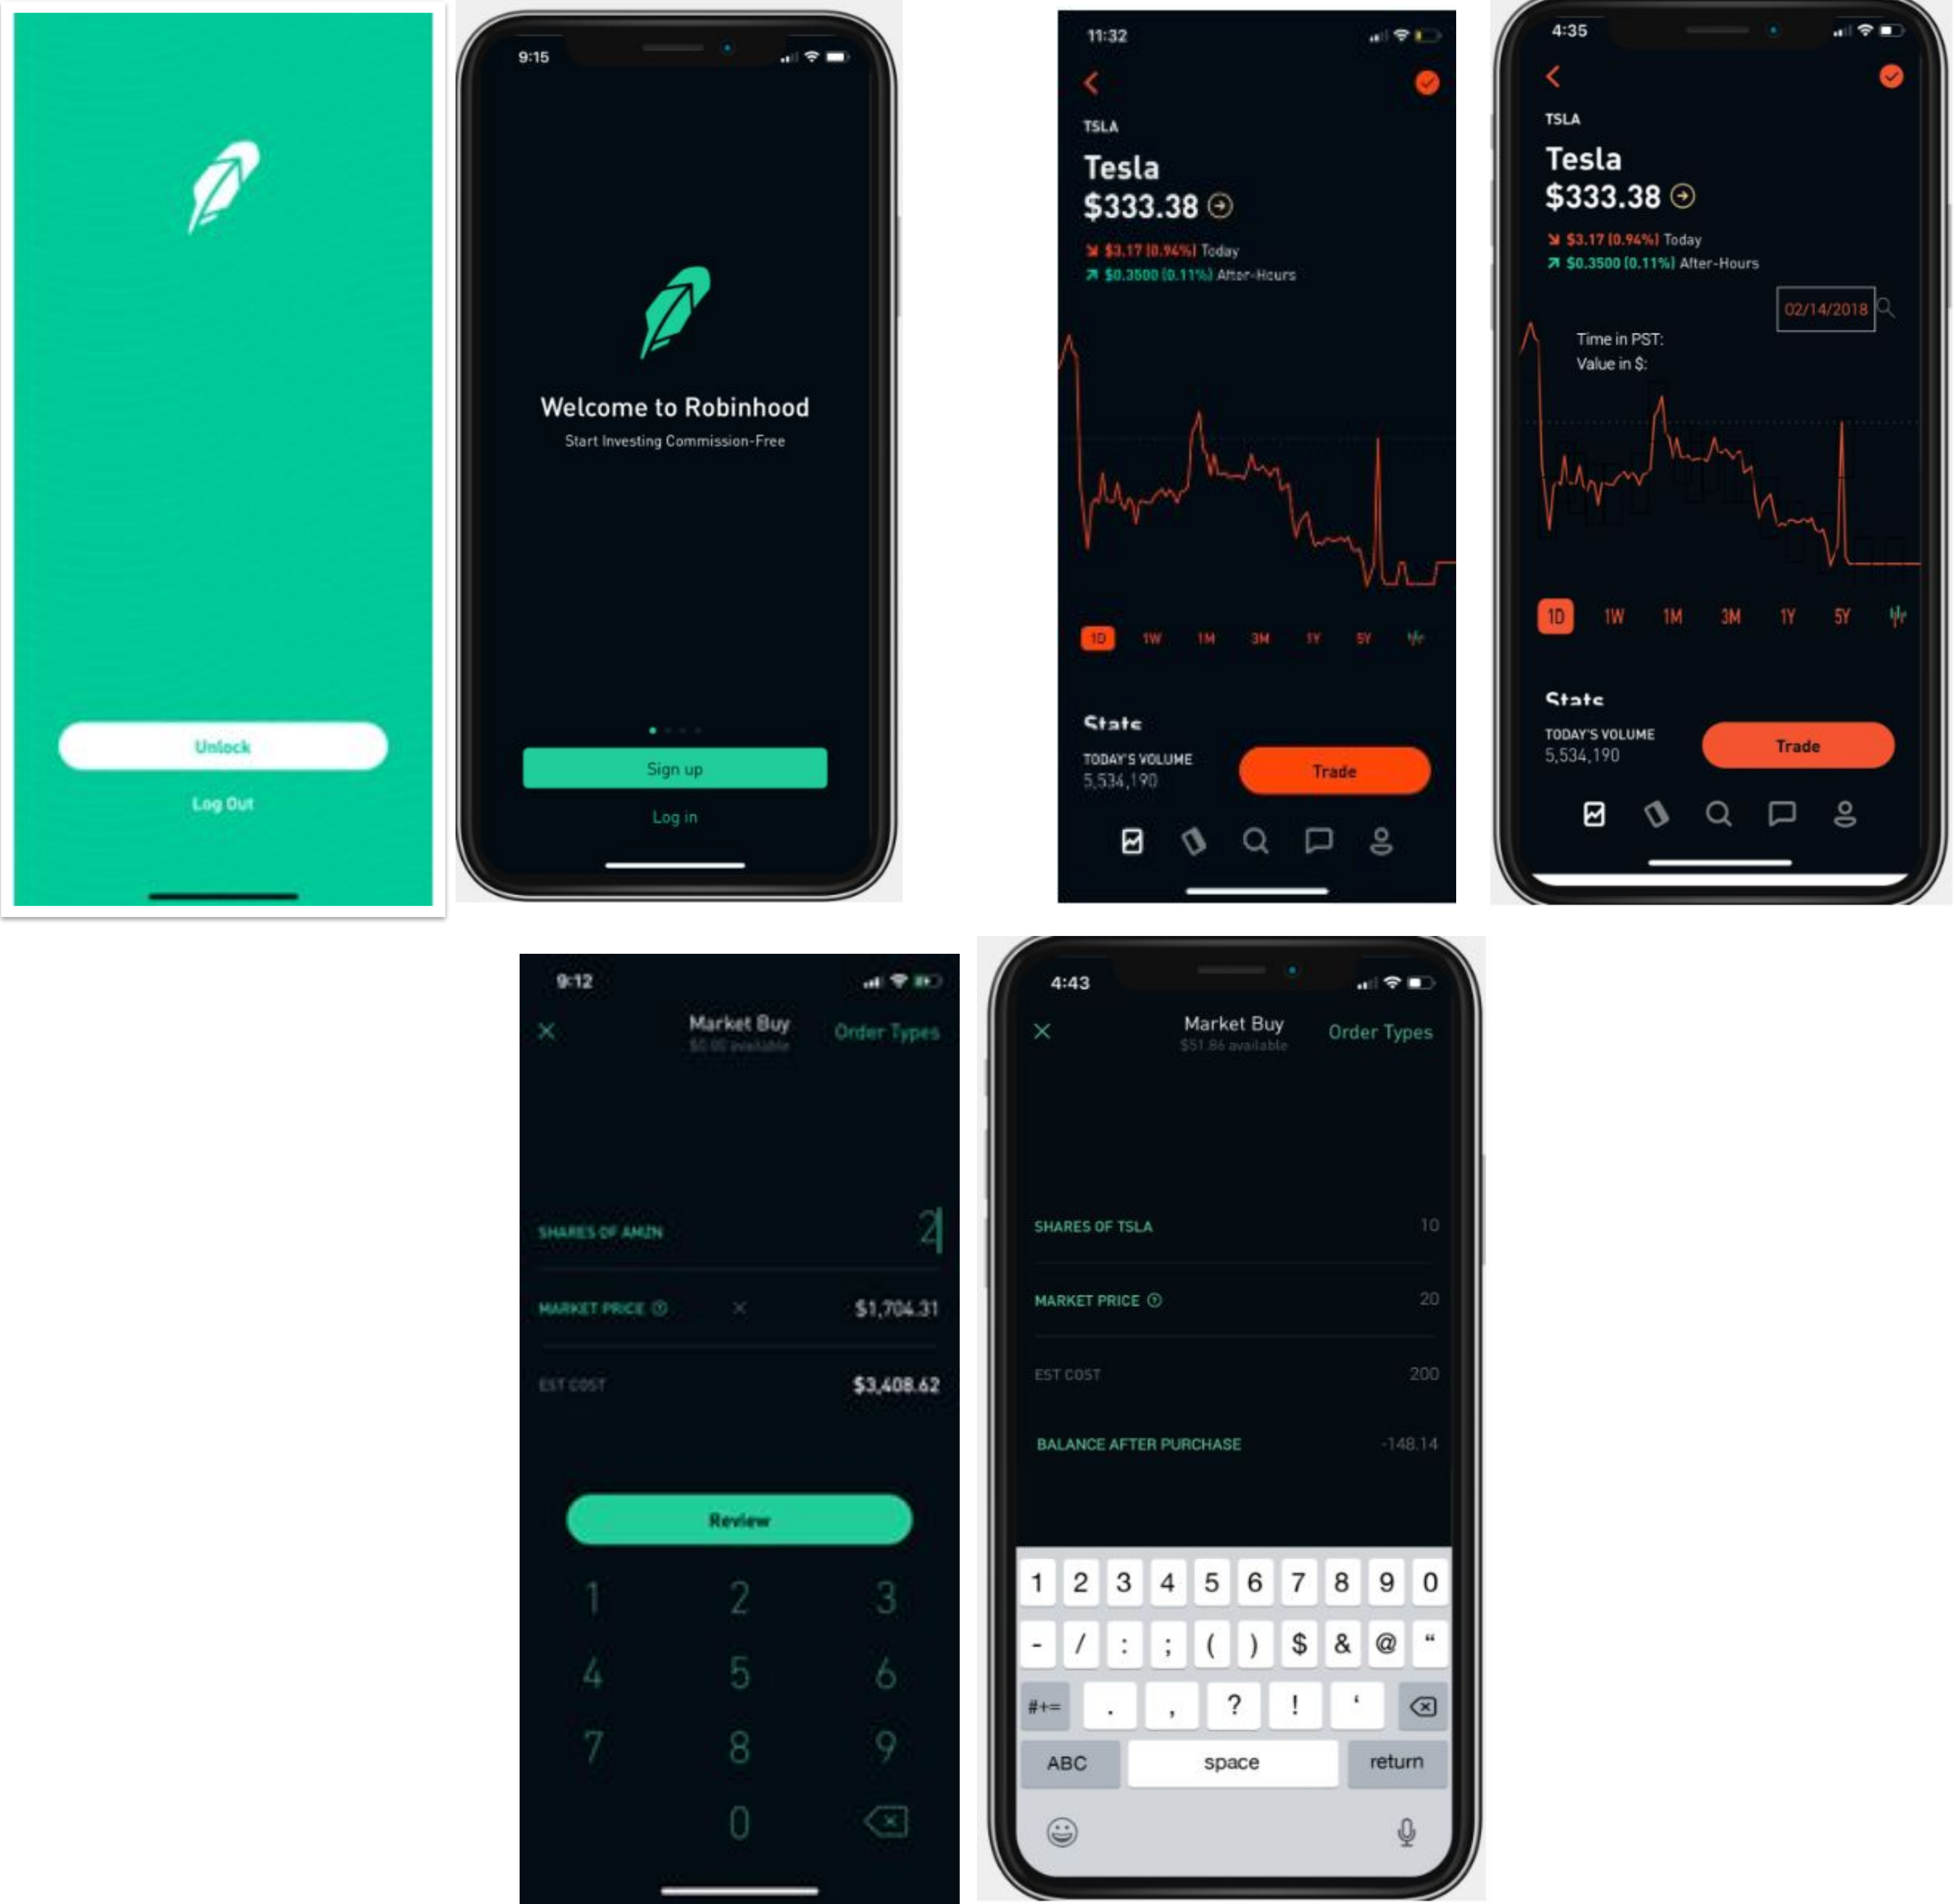 Unlock
Log Out
9:15
Welcome to Robinhood
Start Investing Commission-Free
Sign up
Log in
11:32
TSLA
Tesla
$333.38
$3.17 (0.94%) Today
$0.3500 (0.11%) After-Hours
1D 1W 1M 3M 1Y 5Y
Stats
TODAY'S VOLUME
5,534,190
Trade
4:35
TSLA
Tesla
$333.38
$3.17 (0.94%) Today
$0.3500 (0.11%) After-Hours
02/14/2018
Time in PST:
Value in $:
1D 1W 1M 3M 1Y 5Y
Stats
TODAY'S VOLUME
5,534,190
Trade
9:12
Market Buy
Order Types
$0.00 available
SHARES OF AMZN 2
MARKET PRICE ? × $1,704.31
EST COST $3,408.62
Review
1 2 3
4 5 6
7 8 9
0
4:43
Market Buy
Order Types
$51.86 available
SHARES OF TSLA 10
MARKET PRICE ? 20
EST COST 200
BALANCE AFTER PURCHASE -148.14
1 2 3 4 5 6 7 8 9 0
- / : ; ( ) $ & @ “
#+= . , ? ! ‘
ABC space return